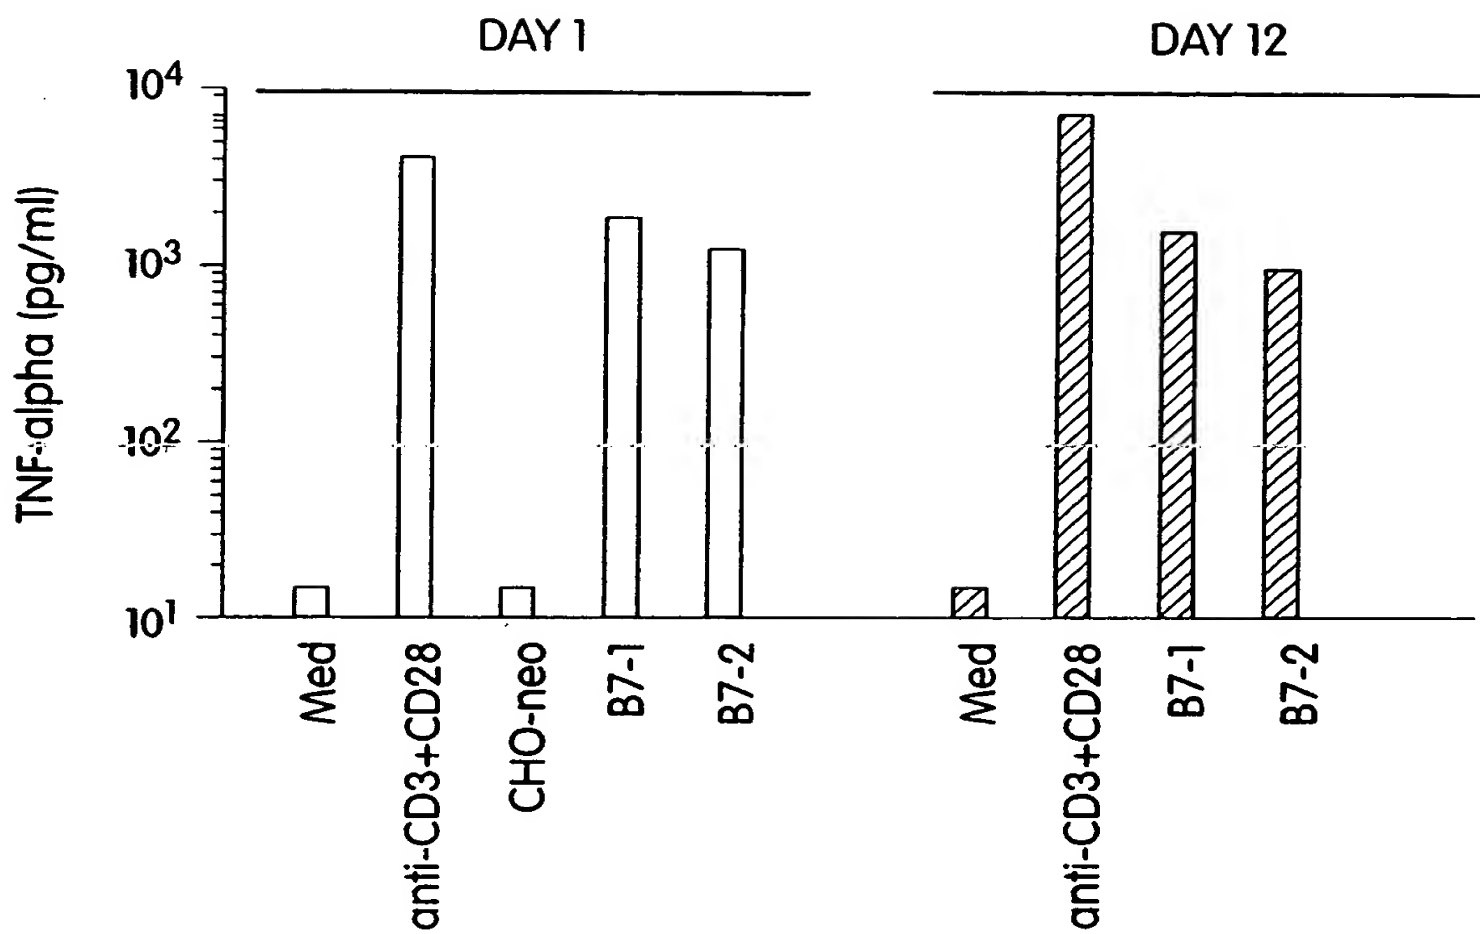 DAY 1
DAY 12
TNF-alpha (pg/ml)
10⁴
10³
10²
10¹
Med
anti-CD3+CD28
CHO-neo
B7-1
B7-2
Med
anti-CD3+CD28
B7-1
B7-2